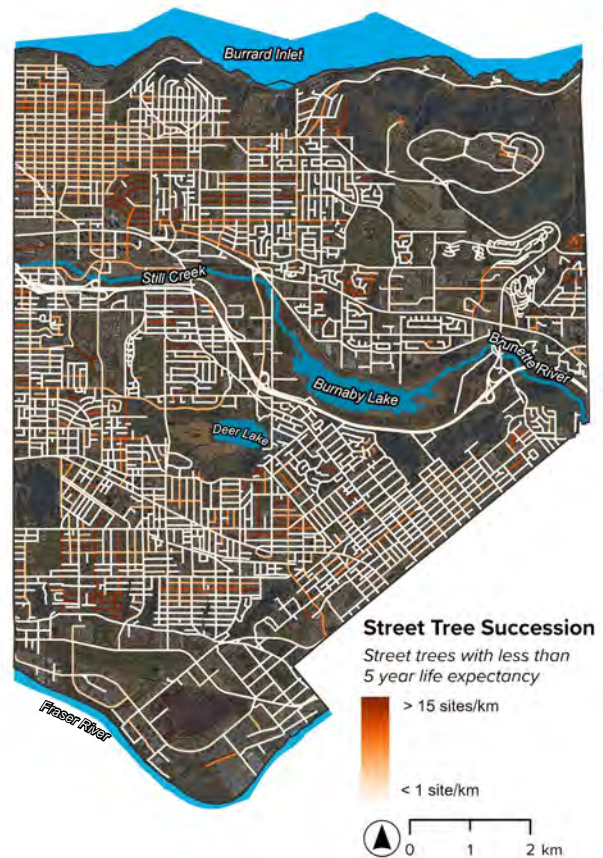 Burrard Inlet
Still Creek
Brunette River
Burnaby Lake
Deer Lake
Street Tree Succession
Street trees with less than
5 year life expectancy
> 15 sites/km
< 1 site/km
Fraser River
0 1 2 km